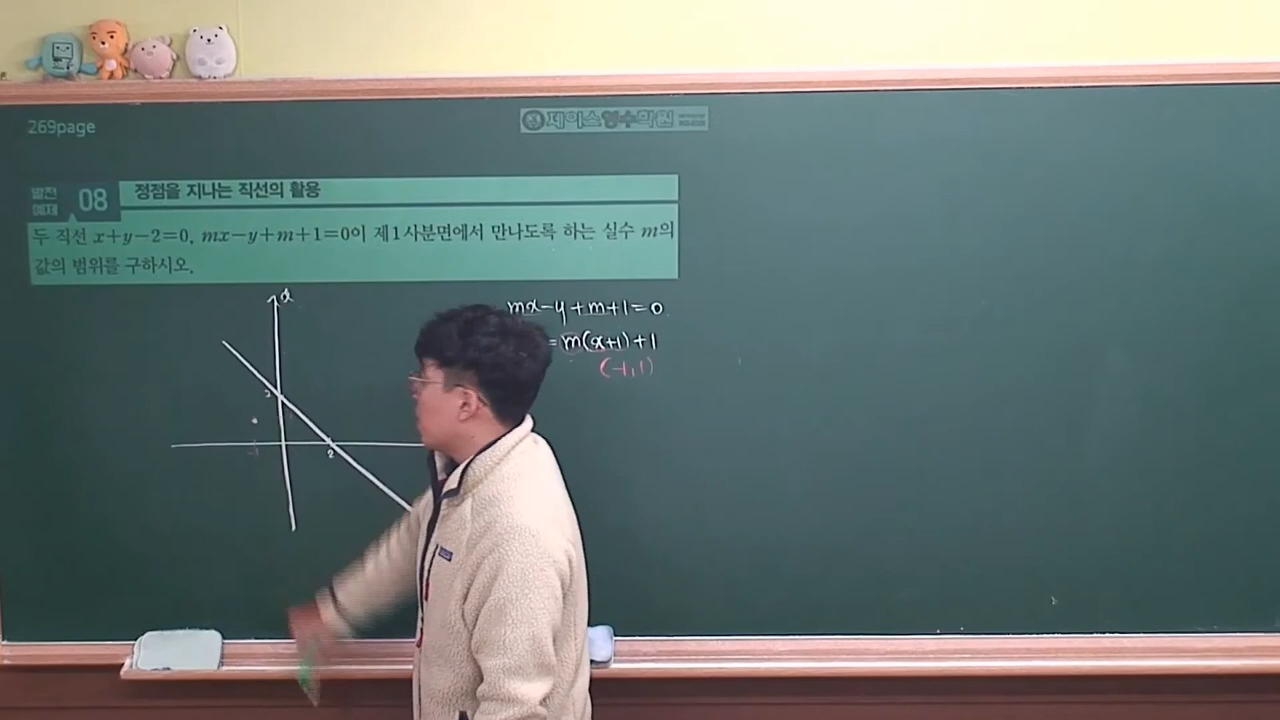 269page
제이스영수학원
발전
예제
08
정점을 지나는 직선의 활용
두 직선 x+y−2=0, mx−y+m+1=0이 제1사분면에서 만나도록 하는 실수 m의
값의 범위를 구하시오.
mx−y+m+1=0
=m(x+1)+1
(-1,1)
-1
2